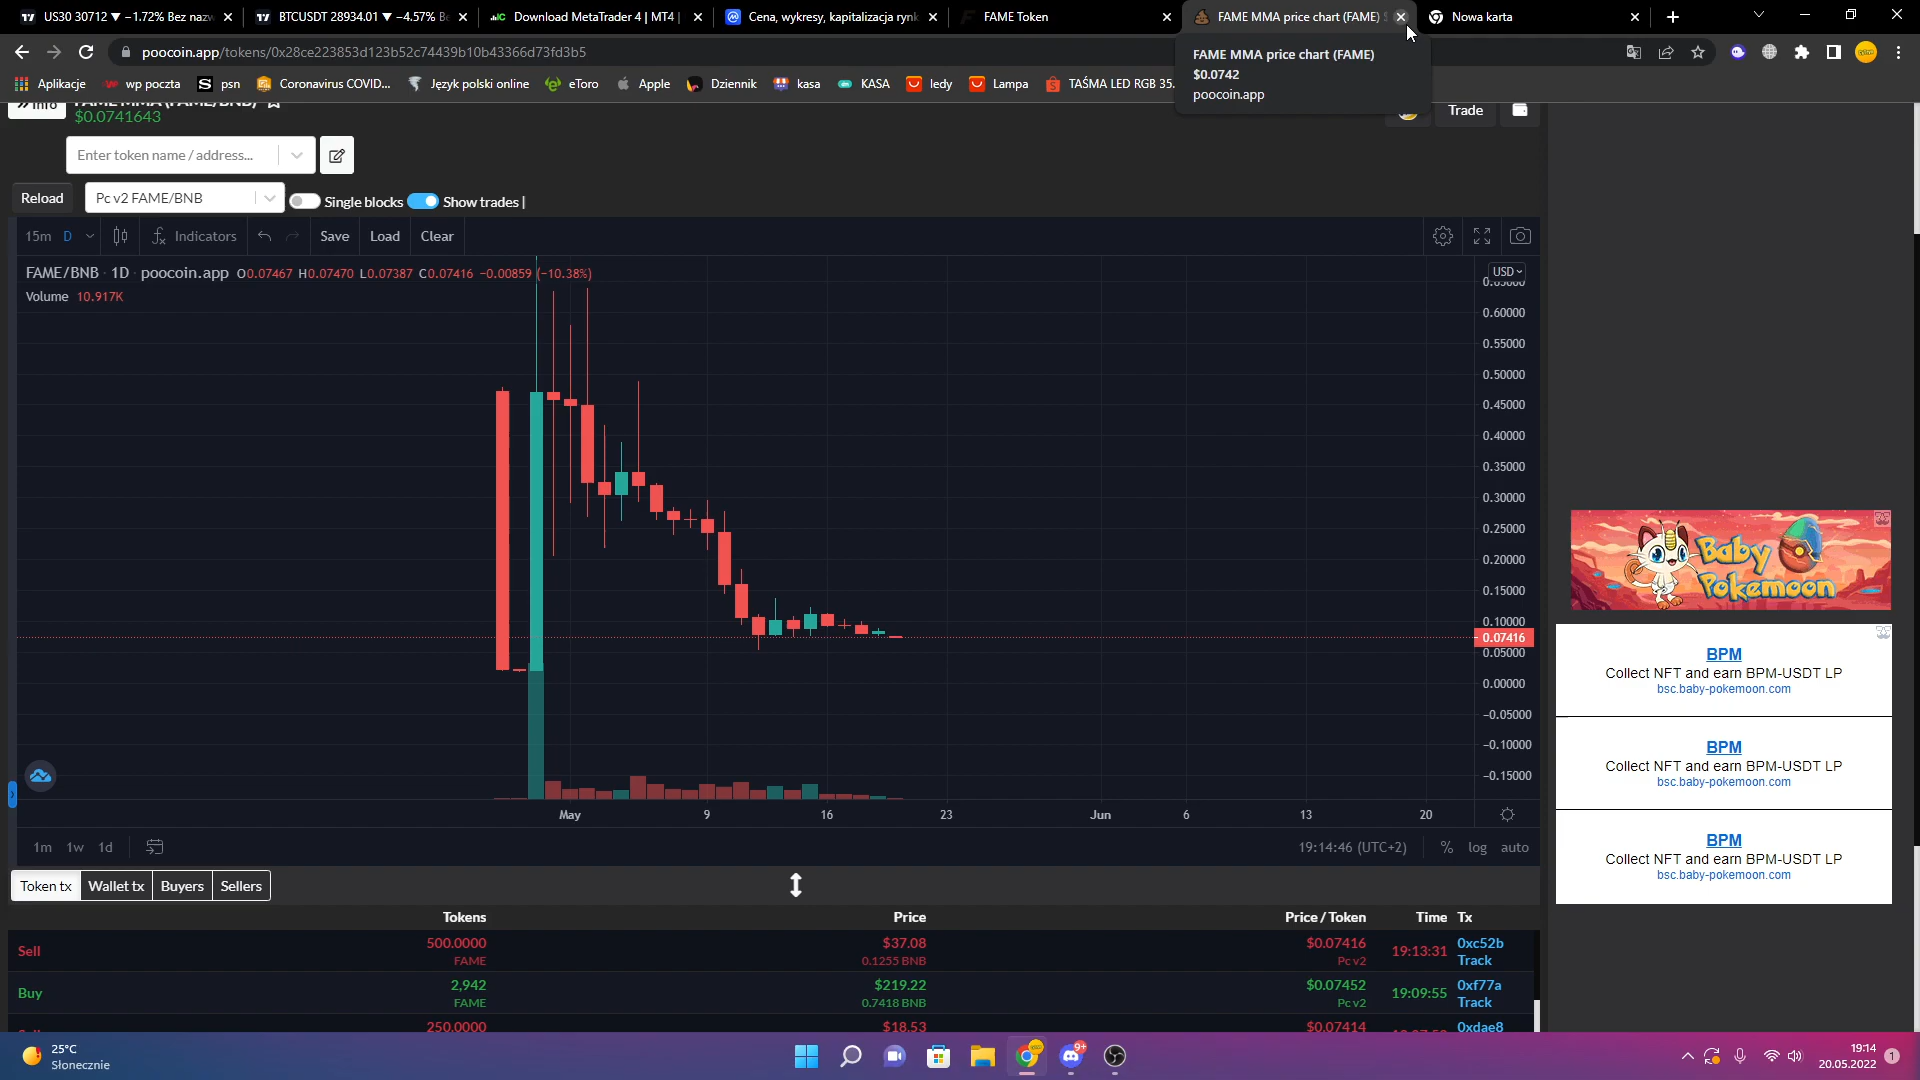 US30 30712 ▼ −1.72% Bez nazw
BTCUSDT 28934.01 ▼ −4.57% Be
Download MetaTrader 4 | MT4 |
Cena, wykresy, kapitalizacja rynk
FAME Token
FAME MMA price chart (FAME)
Nowa karta
poocoin.app/tokens/0x28ce223853d123b52c74439b10b43366d73fd3b5
FAME MMA price chart (FAME)
$0.0742
poocoin.app
Aplikacje
wp poczta
psn
Coronavirus COVID...
Język polski online
eToro
Apple
Dziennik
kasa
KASA
ledy
Lampa
TAŚMA LED RGB 35.
Info
FAME MMA (FAME/BNB)
$0.0741643
Trade
Enter token name / address...
Reload
Pc v2 FAME/BNB
Single blocks
Show trades |
15m D
Indicators
Save
Load
Clear
FAME/BNB · 1D · poocoin.app O0.07467 H0.07470 L0.07387 C0.07416 −0.00859 (−10.38%)
Volume 10.917K
USD
0.65000
0.60000
0.55000
0.50000
0.45000
0.40000
0.35000
0.30000
0.25000
0.20000
0.15000
0.10000
0.07416
0.05000
0.00000
−0.05000
−0.10000
−0.15000
May 9 16 23 Jun 6 13 20
1m 1w 1d
19:14:46 (UTC+2)
% log auto
Baby
Pokemoon
BPM
Collect NFT and earn BPM-USDT LP
bsc.baby-pokemoon.com
BPM
Collect NFT and earn BPM-USDT LP
bsc.baby-pokemoon.com
BPM
Collect NFT and earn BPM-USDT LP
bsc.baby-pokemoon.com
Token tx
Wallet tx
Buyers
Sellers
Tokens Price Price / Token Time Tx
Sell 500.0000 $37.08 $0.07416 19:13:31 0xc52b
FAME 0.1255 BNB Pc v2 Track
Buy 2,942 $219.22 $0.07452 19:09:55 0xf77a
FAME 0.7418 BNB Pc v2 Track
250.0000 $18.53 $0.07414 0xdae8
25°C
Słonecznie
9+
19:14
20.05.2022
1